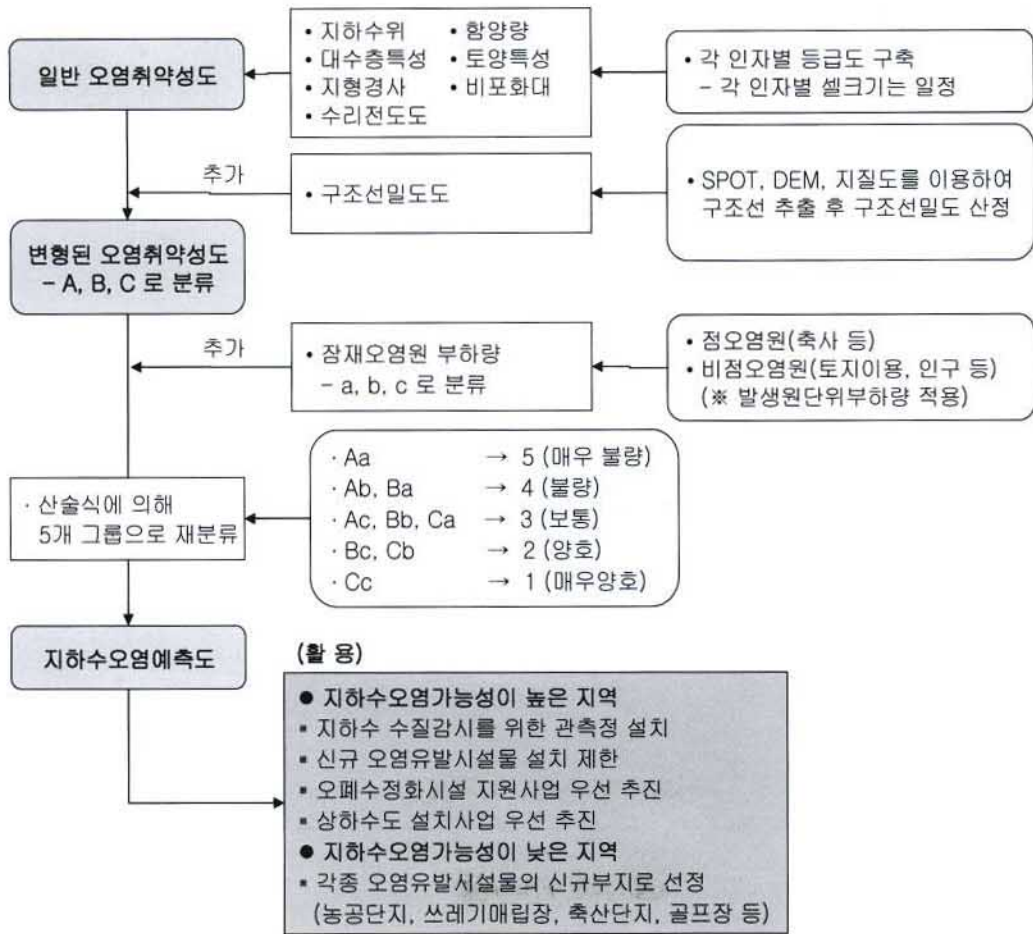 • 지하수위 • 함양량
• 대수층특성 • 토양특성
• 지형경사 • 비포화대
• 수리전도도
일반 오염취약성도
• 각 인자별 등급도 구축
– 각 인자별 셀크기는 일정
추가
• 구조선밀도도
• SPOT, DEM, 지질도를 이용하여
구조선 추출 후 구조선밀도 산정
변형된 오염취약성도
– A, B, C 로 분류
추가
• 잠재오염원 부하량
– a, b, c 로 분류
• 점오염원(축사 등)
• 비점오염원(토지이용, 인구 등)
(※ 발생원단위부하량 적용)
· 산술식에 의해
5개 그룹으로 재분류
· Aa → 5 (매우 불량)
· Ab, Ba → 4 (불량)
· Ac, Bb, Ca → 3 (보통)
· Bc, Cb → 2 (양호)
· Cc → 1 (매우양호)
지하수오염예측도
(활 용)
● 지하수오염가능성이 높은 지역
▪ 지하수 수질감시를 위한 관측정 설치
▪ 신규 오염유발시설물 설치 제한
▪ 오폐수정화시설 지원사업 우선 추진
▪ 상하수도 설치사업 우선 추진
● 지하수오염가능성이 낮은 지역
▪ 각종 오염유발시설물의 신규부지로 선정
(농공단지, 쓰레기매립장, 축산단지, 골프장 등)